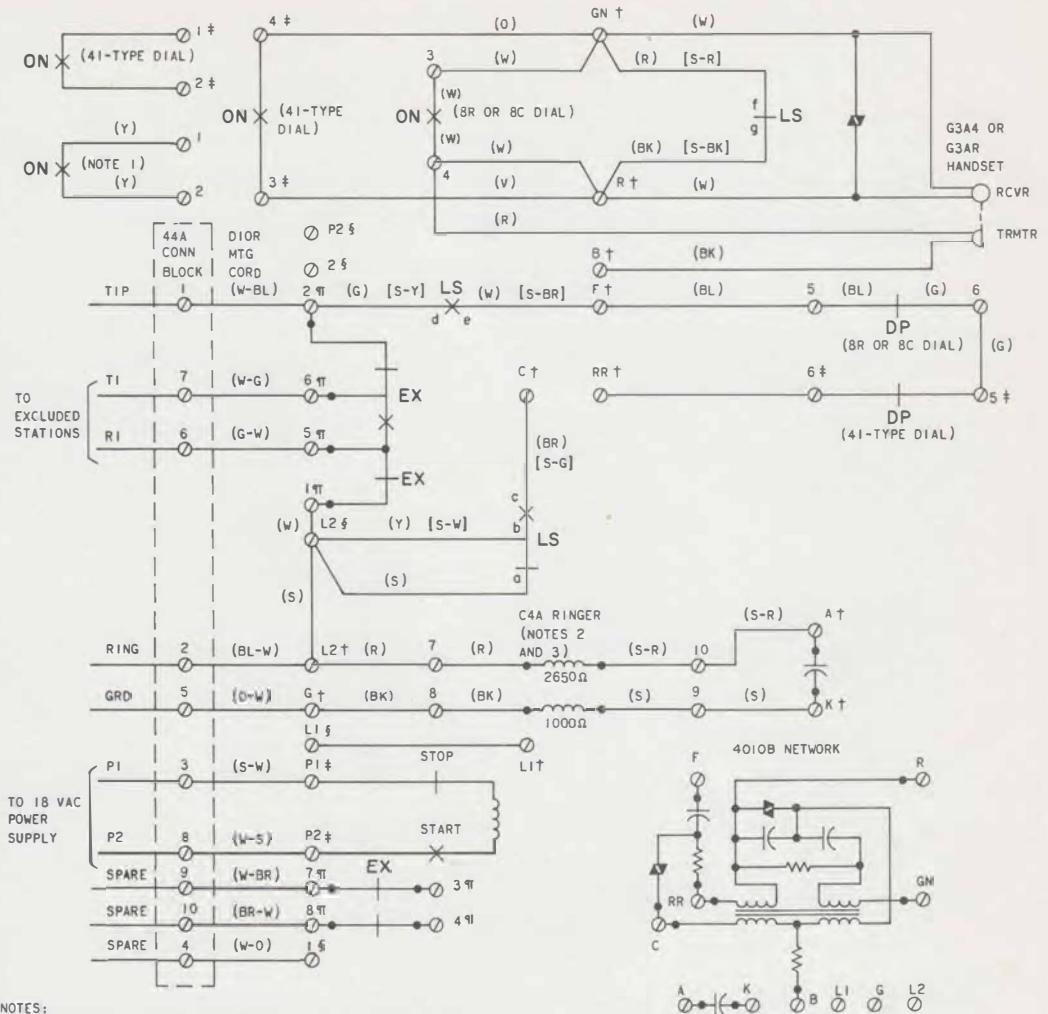 4 ‡ GN †
1 ‡ (O) (W)
ON (41-TYPE DIAL) 3 (W) (R) [S-R]
2 ‡ (W) f
ON (41-TYPE DIAL) ON (8R OR 8C DIAL) g LS
(Y) 1 (W) G3A4 OR G3AR HANDSET
ON (NOTE 1) (W) (BK) [S-BK]
(Y) 2 4 (V) R † (W) RCVR
3 ‡ (R) TRMTR
44A CONN BLOCK D10R MTG CORD P2 § B † (BK)
2 §
TIP 1 (W-BL) 2 ¶ (G) [S-Y] LS (W) [S-BR] F † (BL) 5 (BL) (G) 6
d e DP
(8R OR 8C DIAL)
(G)
T1 7 (W-G) 6 ¶ EX C † RR † 6 ‡ 5 ‡
DP
TO EXCLUDED STATIONS
(41-TYPE DIAL)
R1 6 (G-W) 5 ¶ (BR)
[S-G]
EX
1 ¶ c
(W) L2 § (Y) [S-W] b LS
(S) a
(S)
C4A RINGER (NOTES 2 AND 3) (S-R) A †
RING 2 (BL-W) L2 † (R) 7 (R) (S-R) 10
2650Ω
GRD 5 (O-W) G † (BK) 8 (BK) (S) 9 (S) K †
1000Ω
L1 § L1 †
STOP 4010B NETWORK
P1 3 (S-W) P1 ‡ F R
TO 18 VAC POWER SUPPLY
START
P2 8 (W-S) P2 ‡
EX
SPARE 9 (W-BR) 7 ¶ 3 ¶ RR GN
SPARE 10 (BR-W) 8 ¶ 4 ¶ C
SPARE 4 (W-O) 1 §
NOTES: A K B L1 G L2